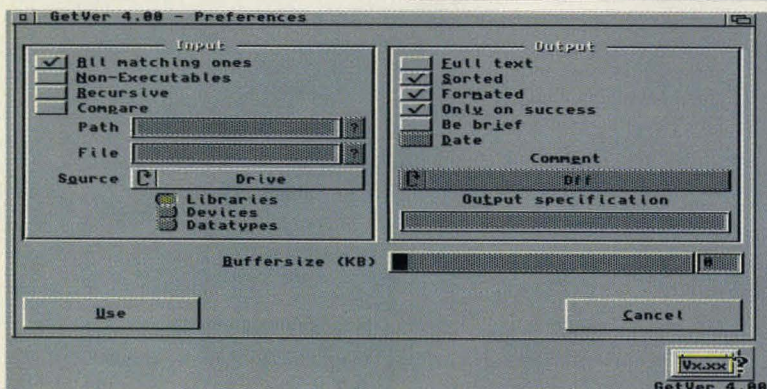 GetVer 4.00 - Preferences
Input
All matching ones
Non-Executables
Recursive
Compare
Path
?
File
?
Source
Drive
Libraries
Devices
Datatypes
Output
Full text
Sorted
Formated
Only on success
Be brief
Date
Comment
Off
Output specification
Buffersize (KB)
0
Use
Cancel
Vx.xx?
GetVer 4.00